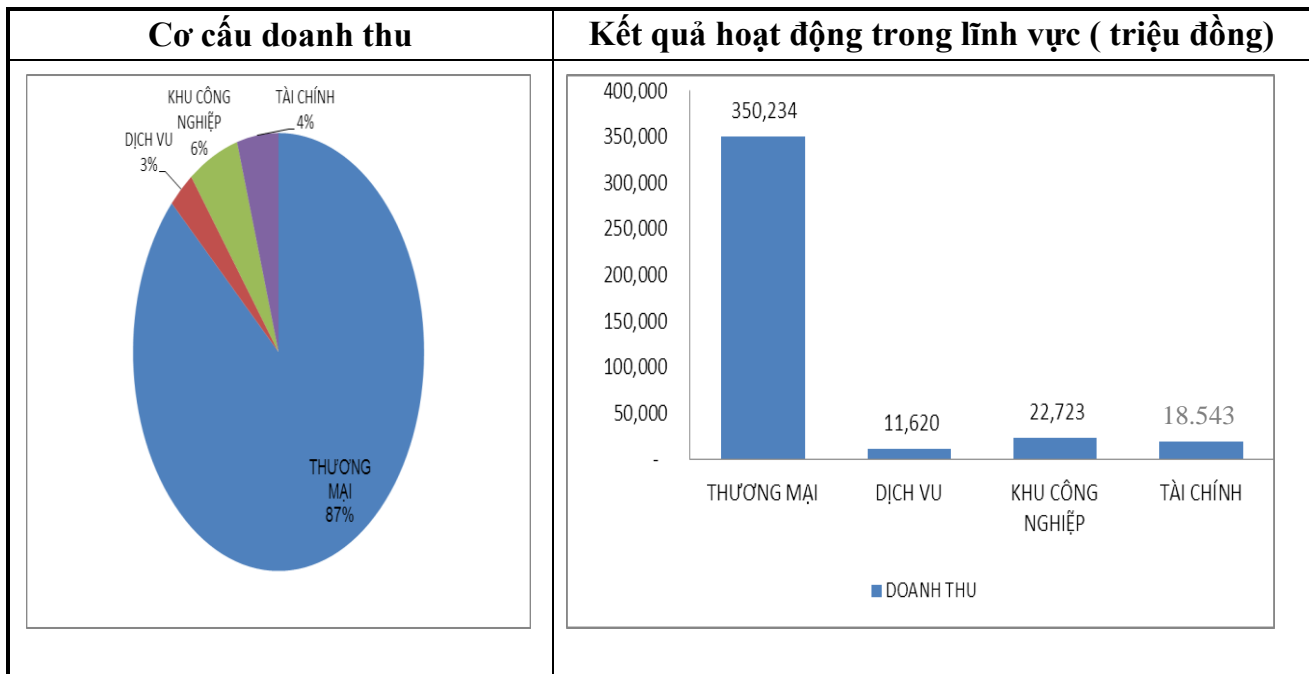 Cơ cấu doanh thu
Kết quả hoạt động trong lĩnh vực ( triệu đồng)
KHU CÔNG
NGHIỆP
6%
TÀI CHÍNH
4%
DỊCH VU
3%
THƯƠNG
MẠI
87%
400,000
350,000
300,000
250,000
200,000
150,000
100,000
50,000
-
350,234
11,620
22,723
18.543
THƯƠNG MẠI
DỊCH VU
KHU CÔNG
NGHIỆP
TÀI CHÍNH
DOANH THU